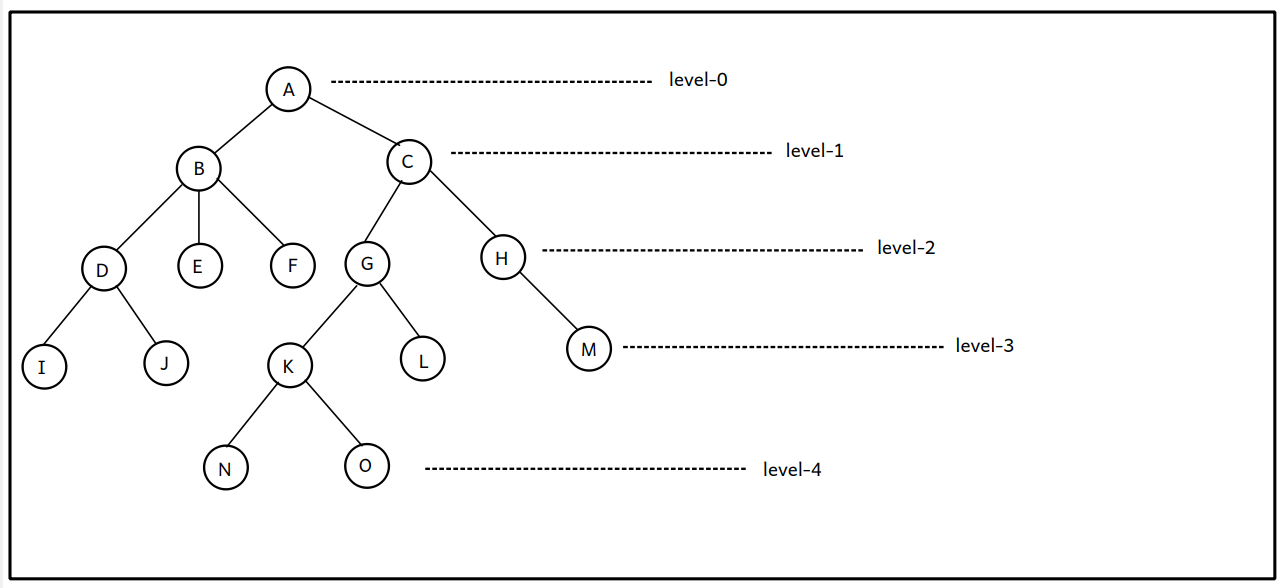 A level-0
B C level-1
D E F G H level-2
I J K L M level-3
N O level-4